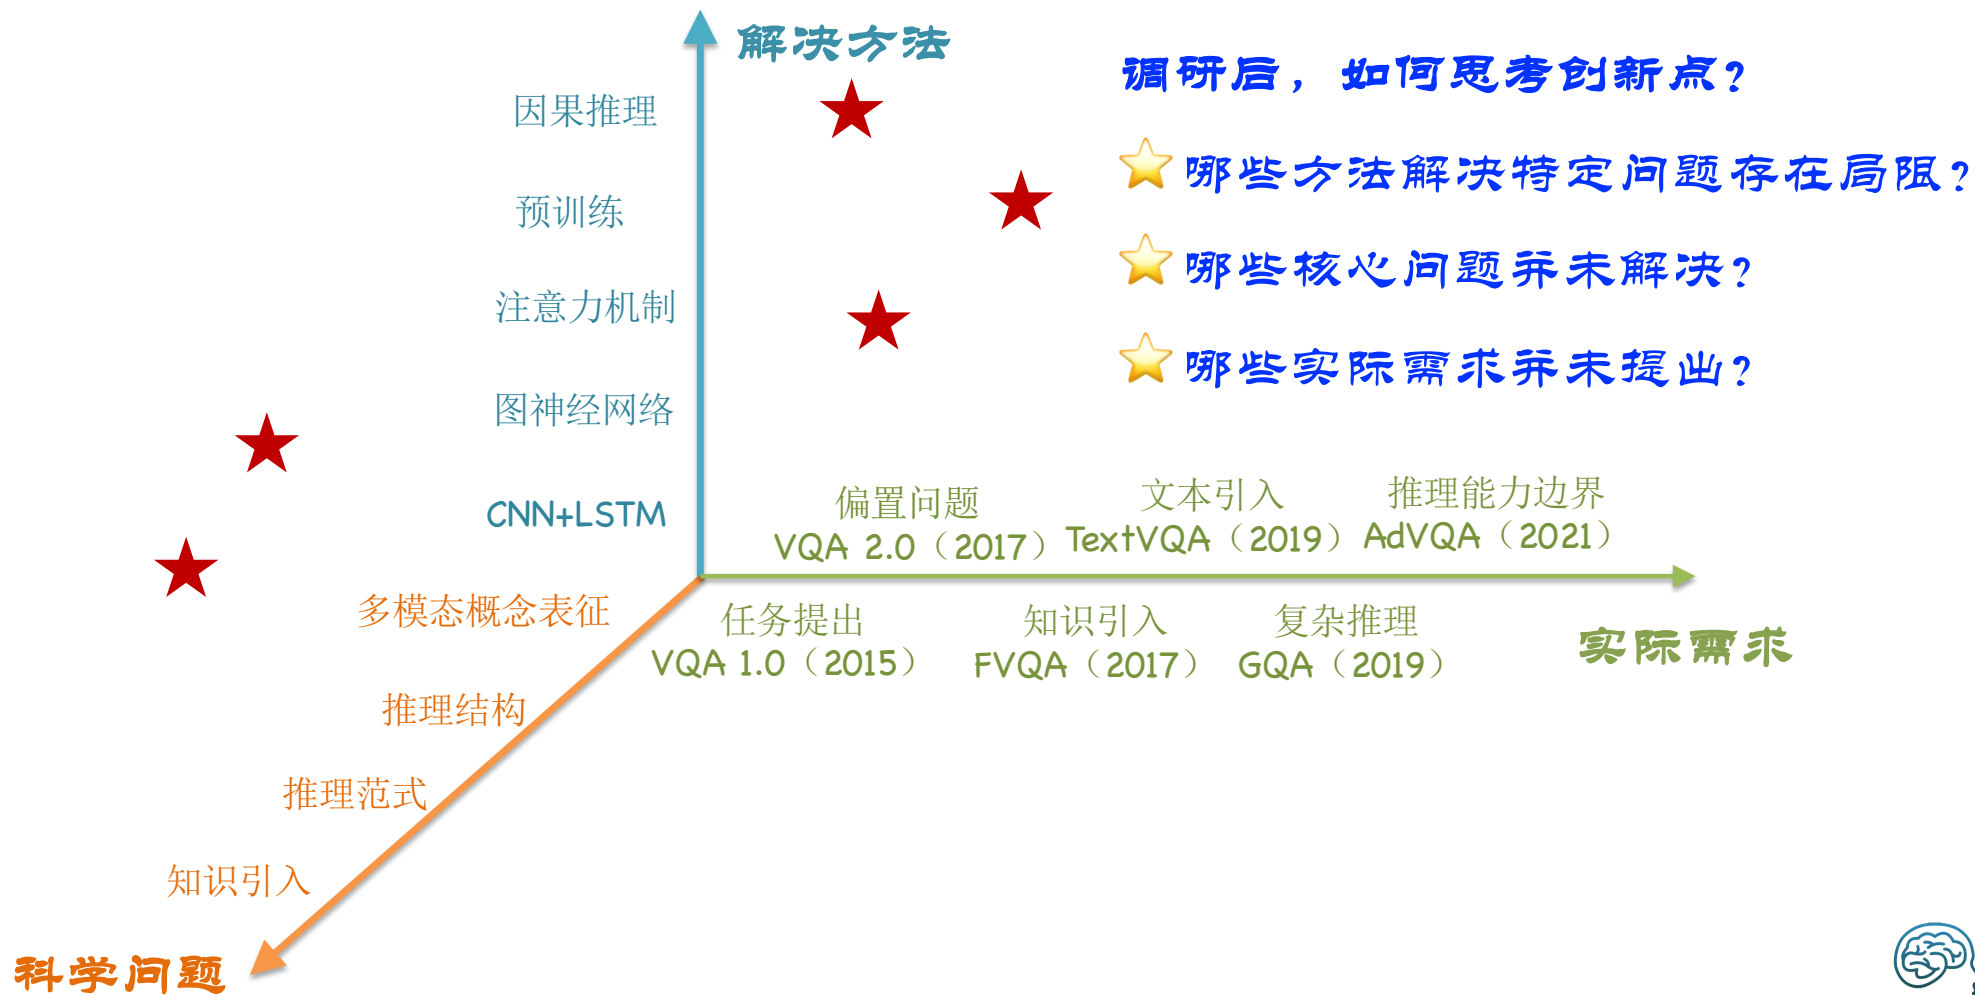 解决方法
调研后，如何思考创新点？
哪些方法解决特定问题存在局限？
哪些核心问题并未解决？
哪些实际需求并未提出？
因果推理
预训练
注意力机制
图神经网络
CNN+LSTM
偏置问题
VQA 2.0（2017）
文本引入
TextVQA（2019）
推理能力边界
AdVQA（2021）
任务提出
VQA 1.0（2015）
知识引入
FVQA（2017）
复杂推理
GQA（2019）
实际需求
多模态概念表征
推理结构
推理范式
知识引入
科学问题